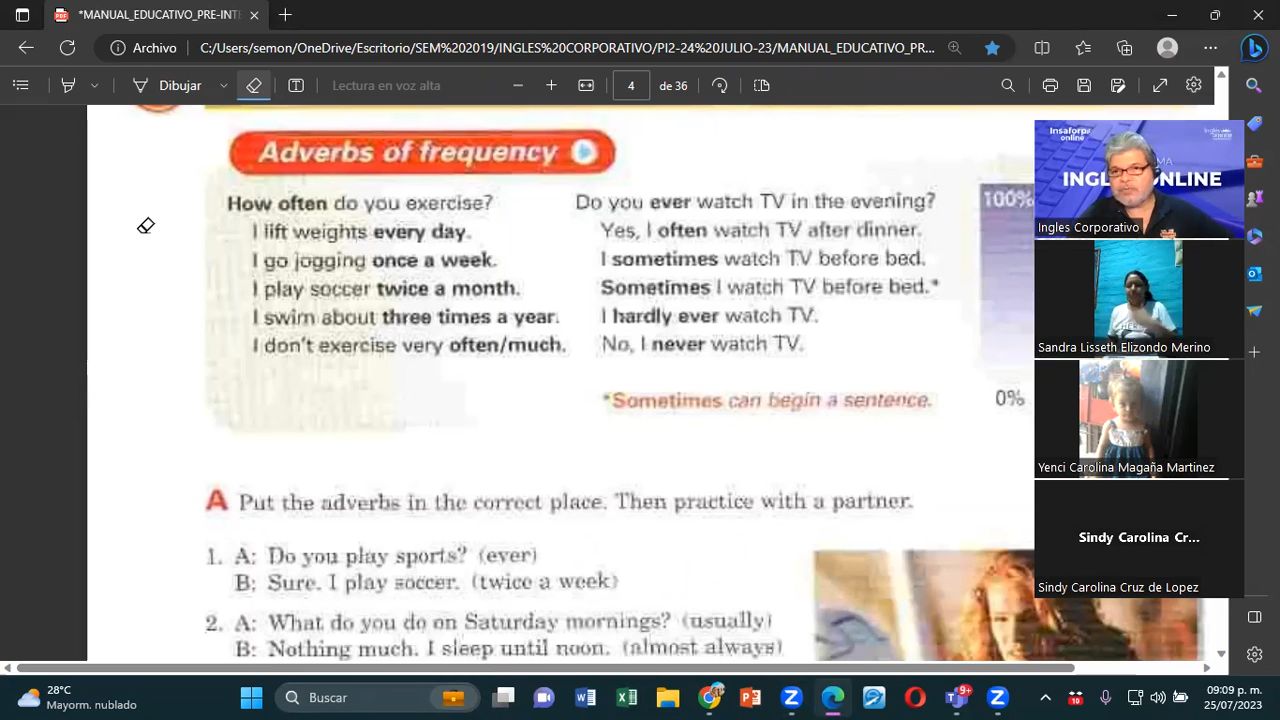 *MANUAL_EDUCATIVO_PRE-INTE
Archivo
C:/Users/semon/OneDrive/Escritorio/SEM%202019/INGLES%20CORPORATIVO/PI2-24%20JULIO-23/MANUAL_EDUCATIVO_PR...
Dibujar
Lectura en voz alta
4
de 36
Adverbs of frequency
How often do you exercise?
I lift weights every day.
I go jogging once a week.
I play soccer twice a month.
I swim about three times a year.
I don't exercise very often/much.
Do you ever watch TV in the evening?
Yes, I often watch TV after dinner.
I sometimes watch TV before bed.
Sometimes I watch TV before bed.*
I hardly ever watch TV.
No, I never watch TV.
*Sometimes can begin a sentence.
100%
0%
A Put the adverbs in the correct place. Then practice with a partner.
1. A: Do you play sports? (ever)
B: Sure. I play soccer. (twice a week)
2. A: What do you do on Saturday mornings? (usually)
B: Nothing much. I sleep until noon. (almost always)
Insaforp
online
INGL ONLINE
Ingles Corporativo
Sandra Lisseth Elizondo Merino
Yenci Carolina Magaña Martinez
Sindy Carolina Cr...
Sindy Carolina Cruz de Lopez
28°C
Mayorm. nublado
Buscar
9+
10
09:09 p. m.
25/07/2023